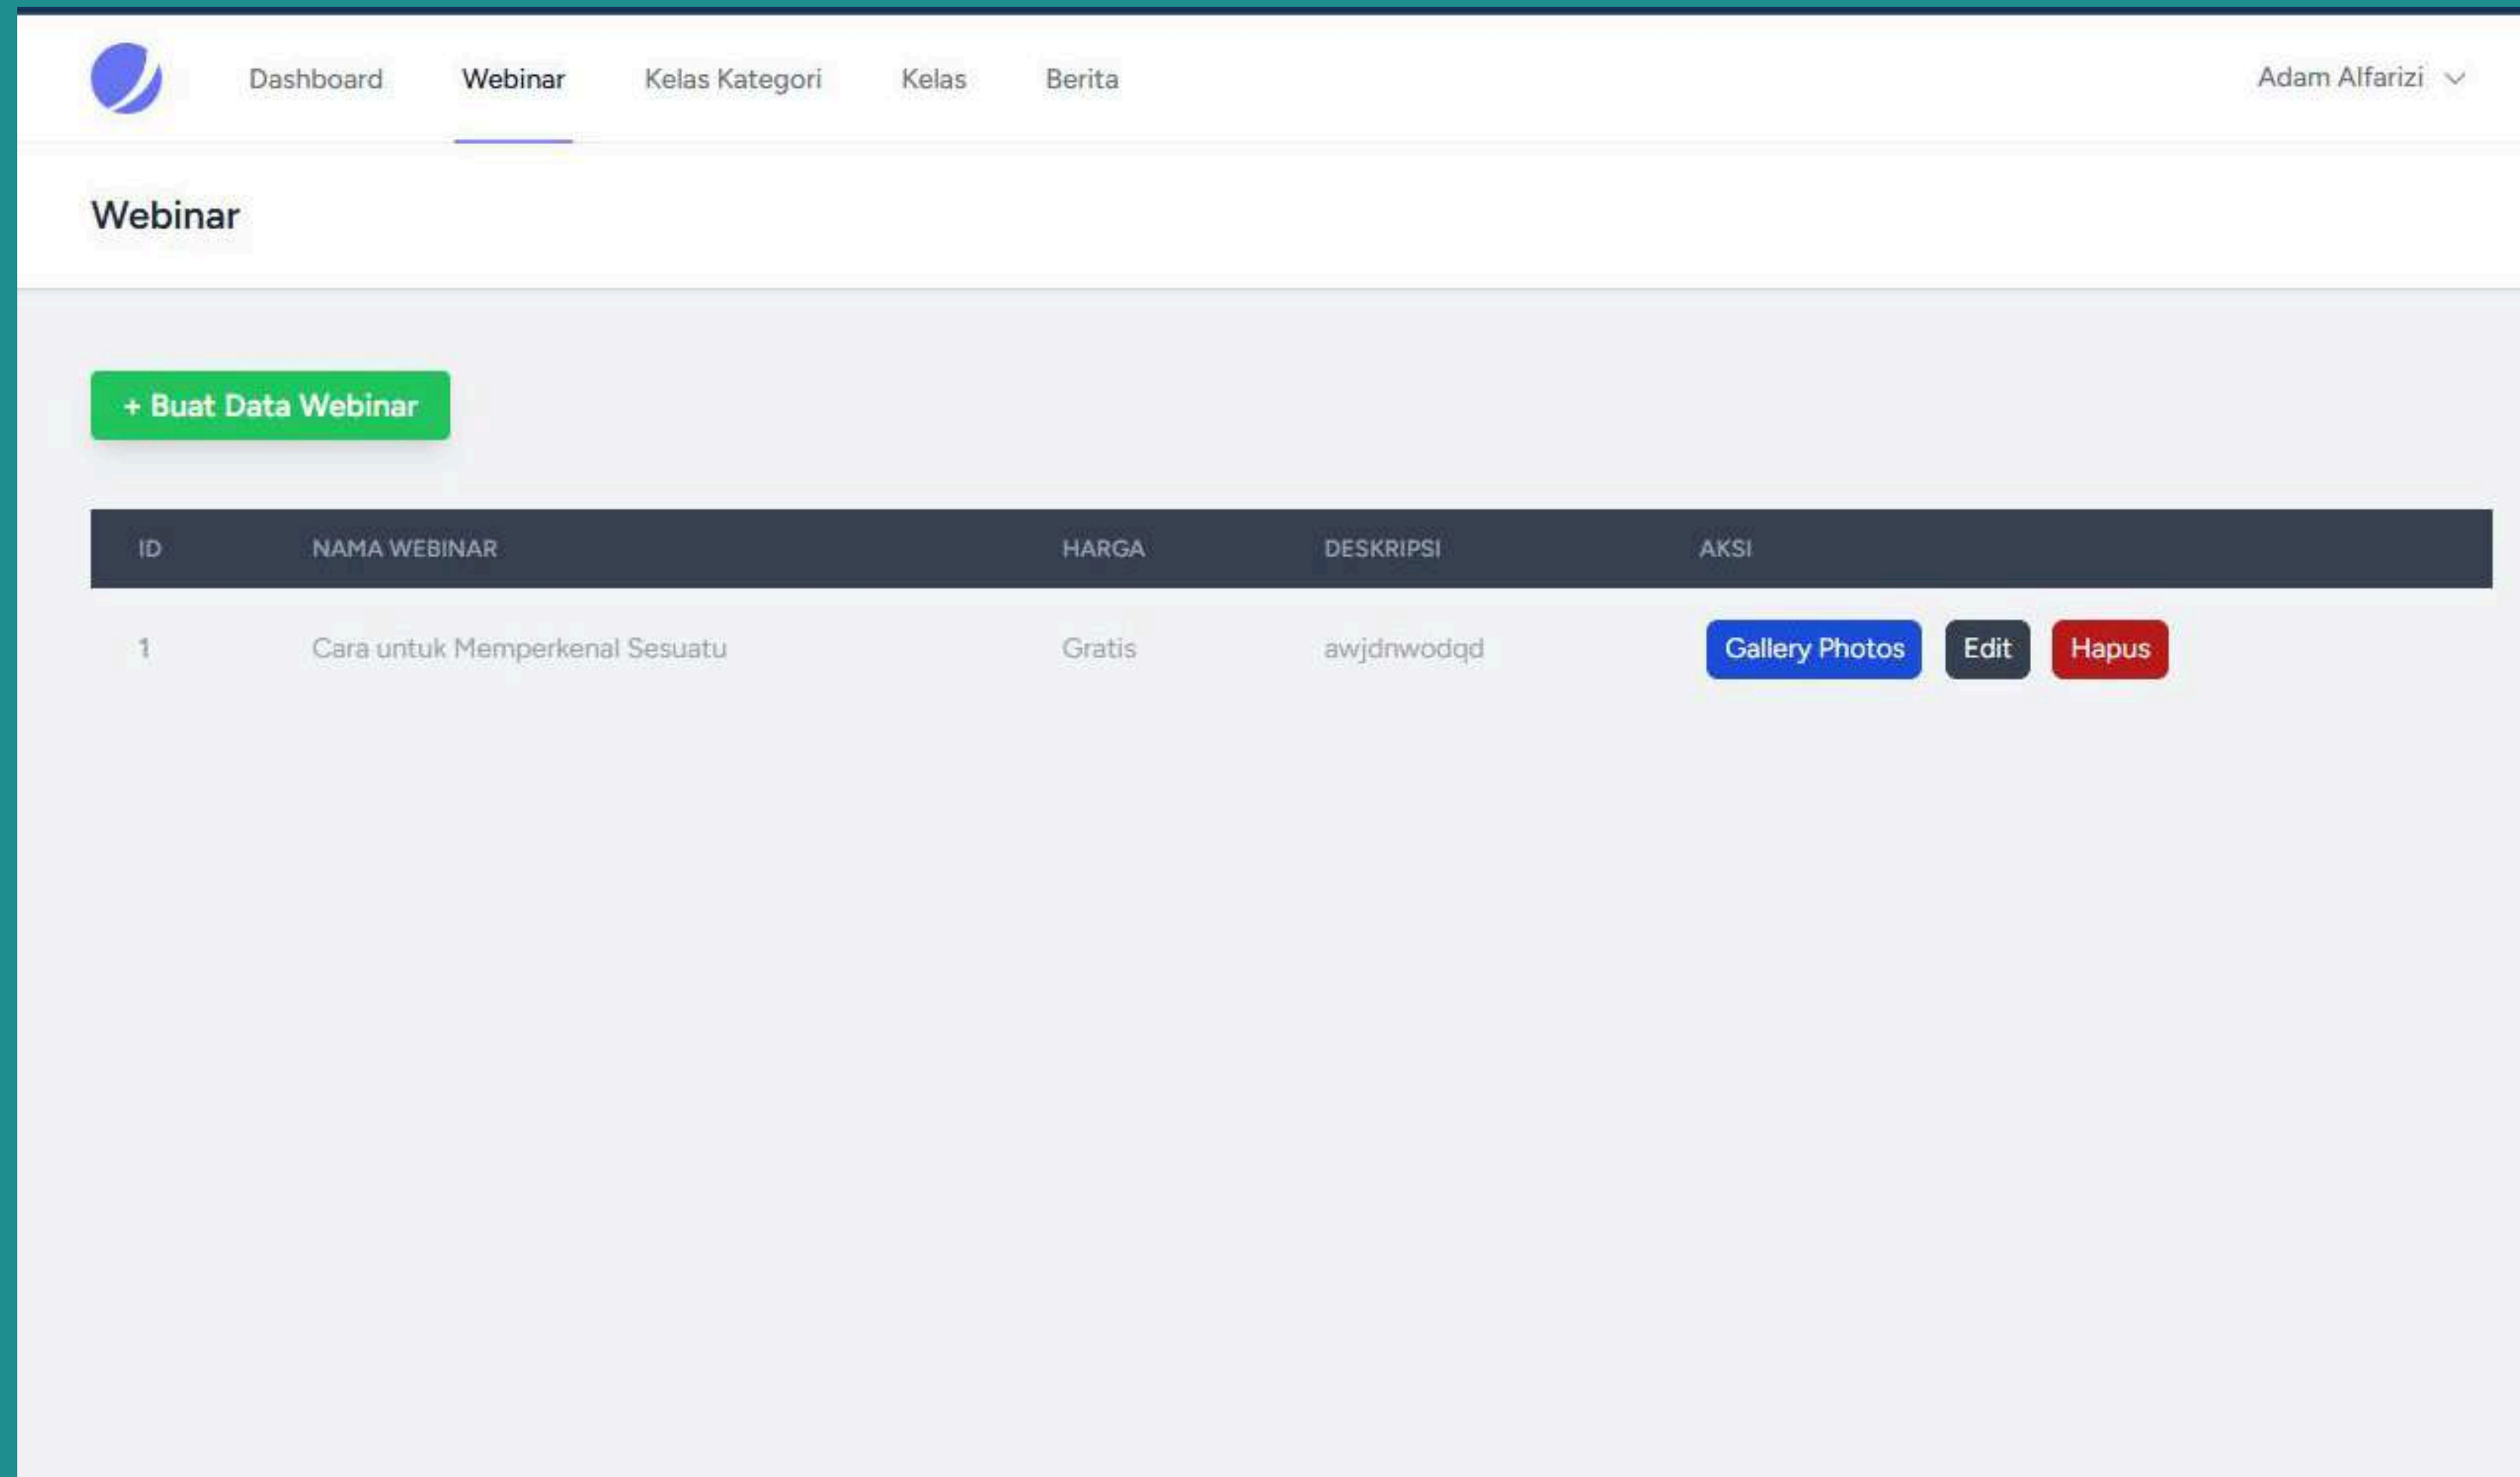 Dashboard Webinar Kelas Kategori Kelas Berita Adam Alfarizi
Webinar
+ Buat Data Webinar
ID NAMA WEBINAR HARGA DESKRIPSI AKSI
1 Cara untuk Memperkenal Sesuatu Gratis awjdnwodqd Gallery Photos Edit Hapus